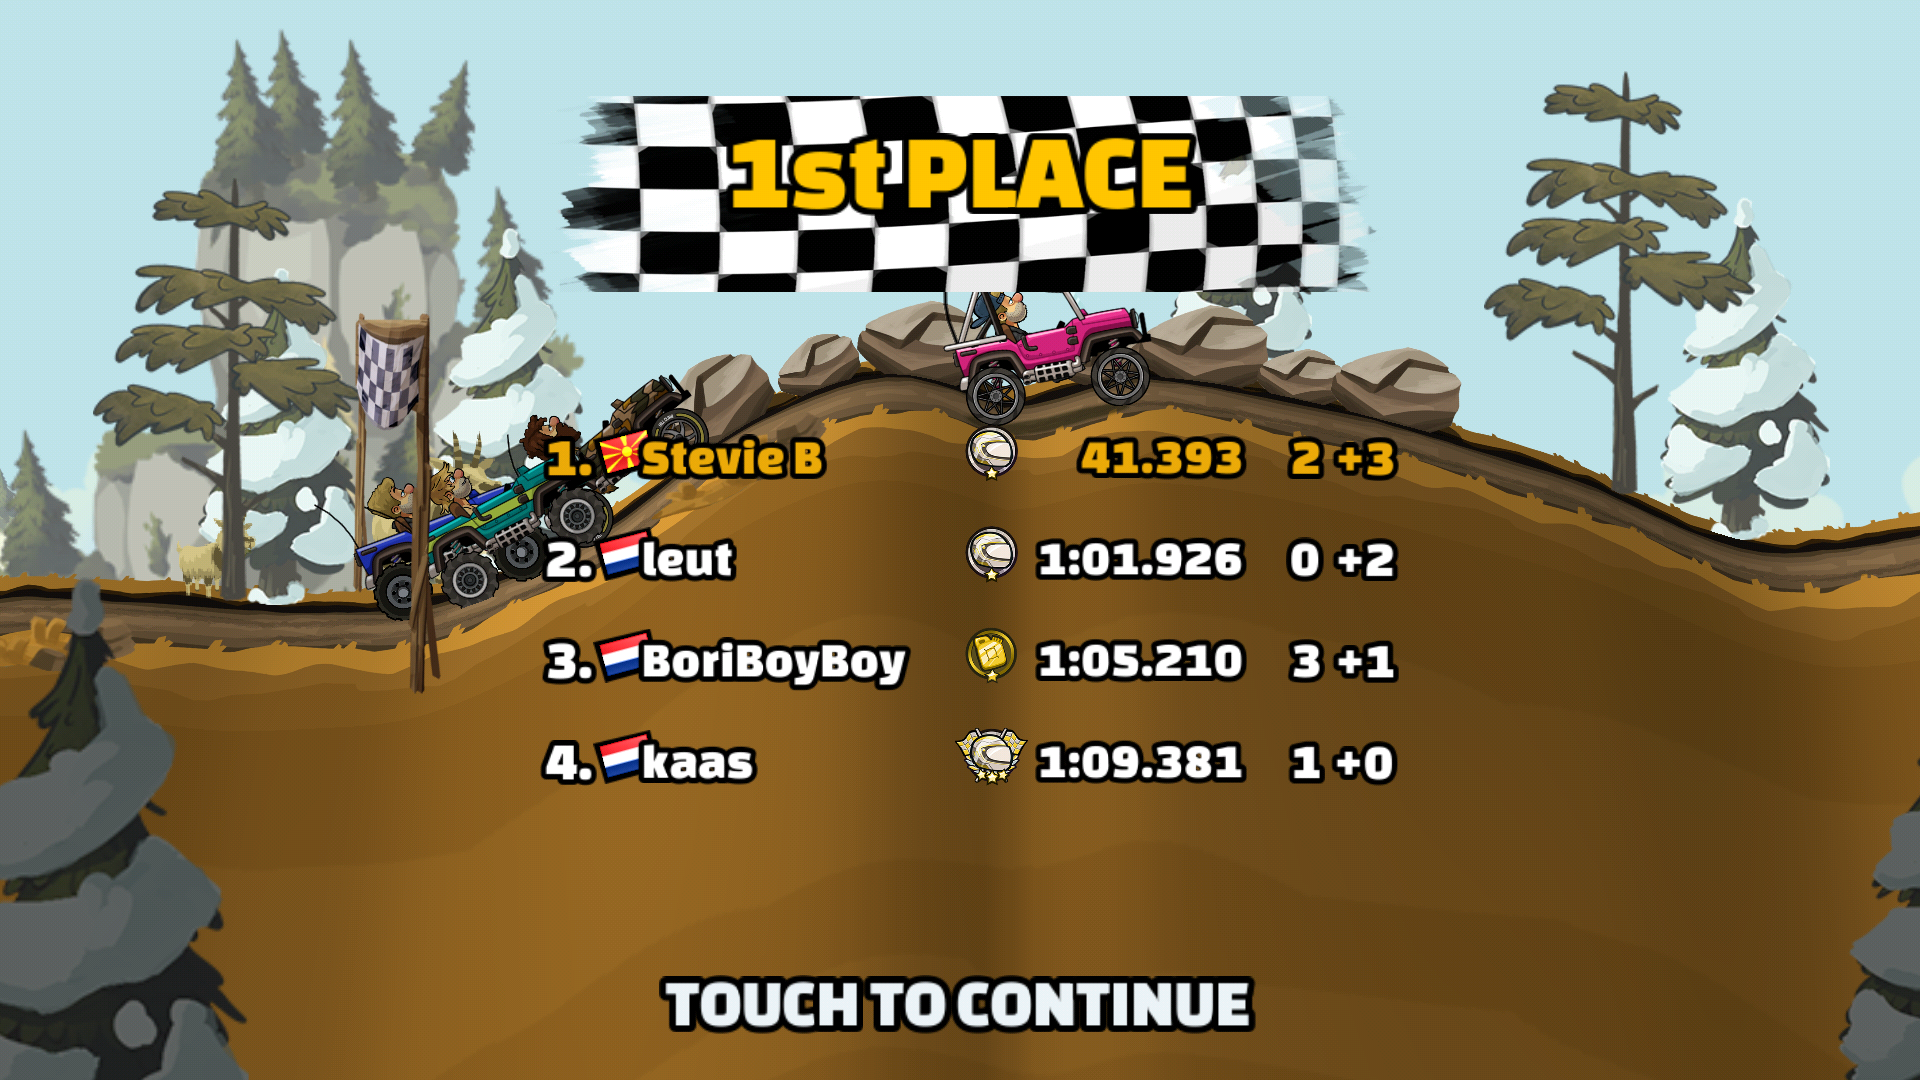 1st PLACE
1. Stevie B 41.393 2 +3
2. leut 1:01.926 0 +2
3. BoriBoyBoy 1:05.210 3 +1
4. kaas 1:09.381 1 +0
TOUCH TO CONTINUE